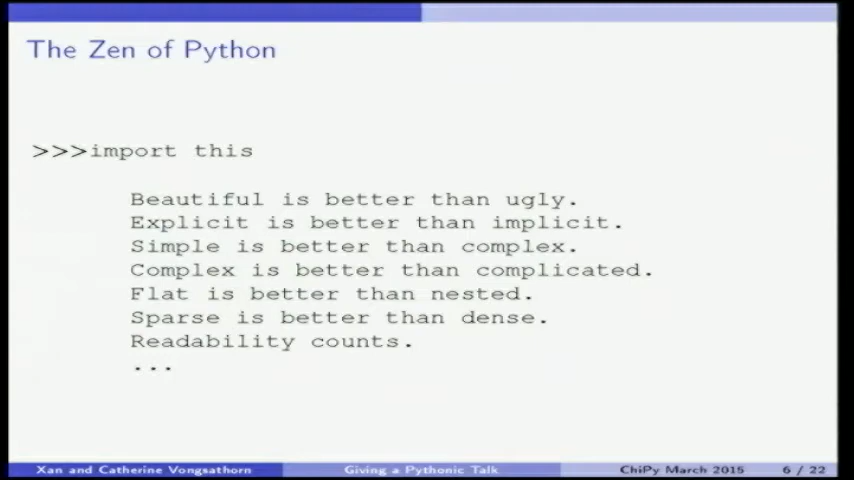 The Zen of Python
>>>import this
Beautiful is better than ugly.
Explicit is better than implicit.
Simple is better than complex.
Complex is better than complicated.
Flat is better than nested.
Sparse is better than dense.
Readability counts.
...
Xan and Catherine Vongsathorn Giving a Pythonic Talk ChiPy March 2015 6 / 22